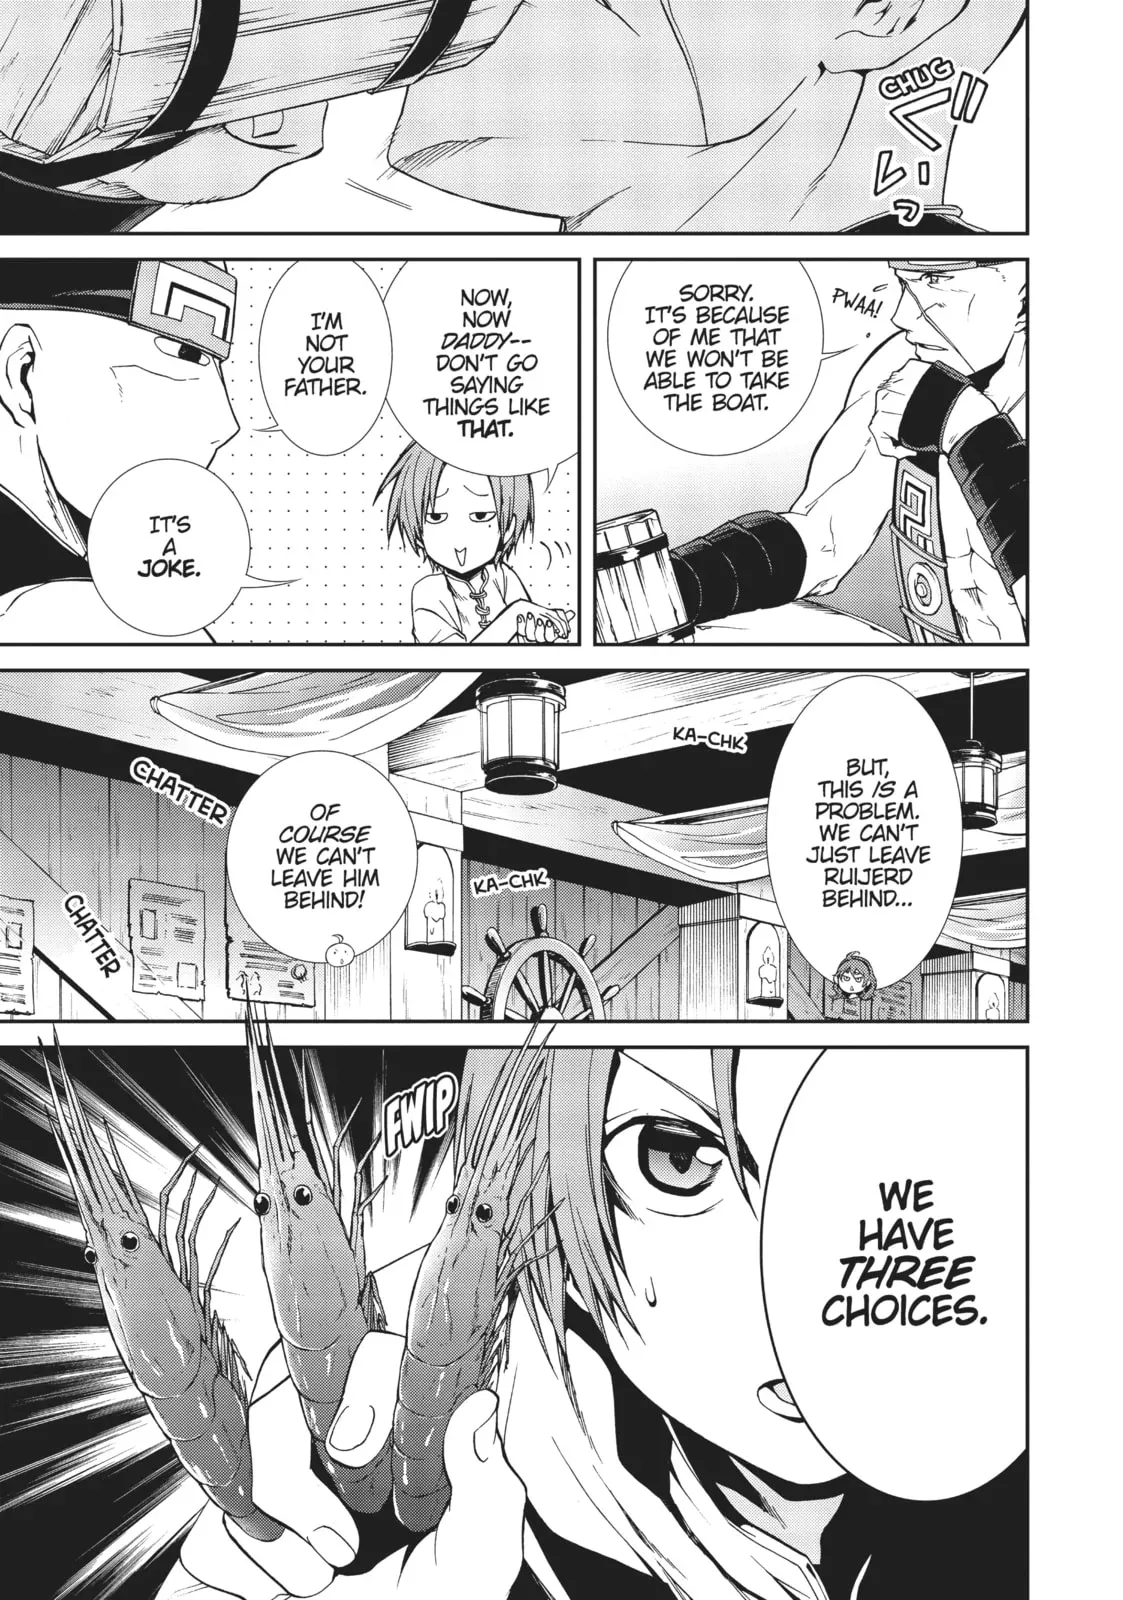 CHUG
ぐいっ
PWAA!
SORRY.
IT'S BECAUSE
OF ME THAT
WE WON'T BE
ABLE TO TAKE
THE BOAT.
NOW,
NOW
DADDY--
DON'T GO
SAYING
THINGS LIKE
THAT.
I'M
NOT
YOUR
FATHER.
IT'S
A
JOKE.
KA-CHK
BUT,
THIS IS A
PROBLEM.
WE CAN'T
JUST LEAVE
RUIJERD
BEHIND...
CHATTER
OF
COURSE
WE CAN'T
LEAVE HIM
BEHIND!
KA-CHK
CHATTER
FWIP
WE
HAVE
THREE
CHOICES.